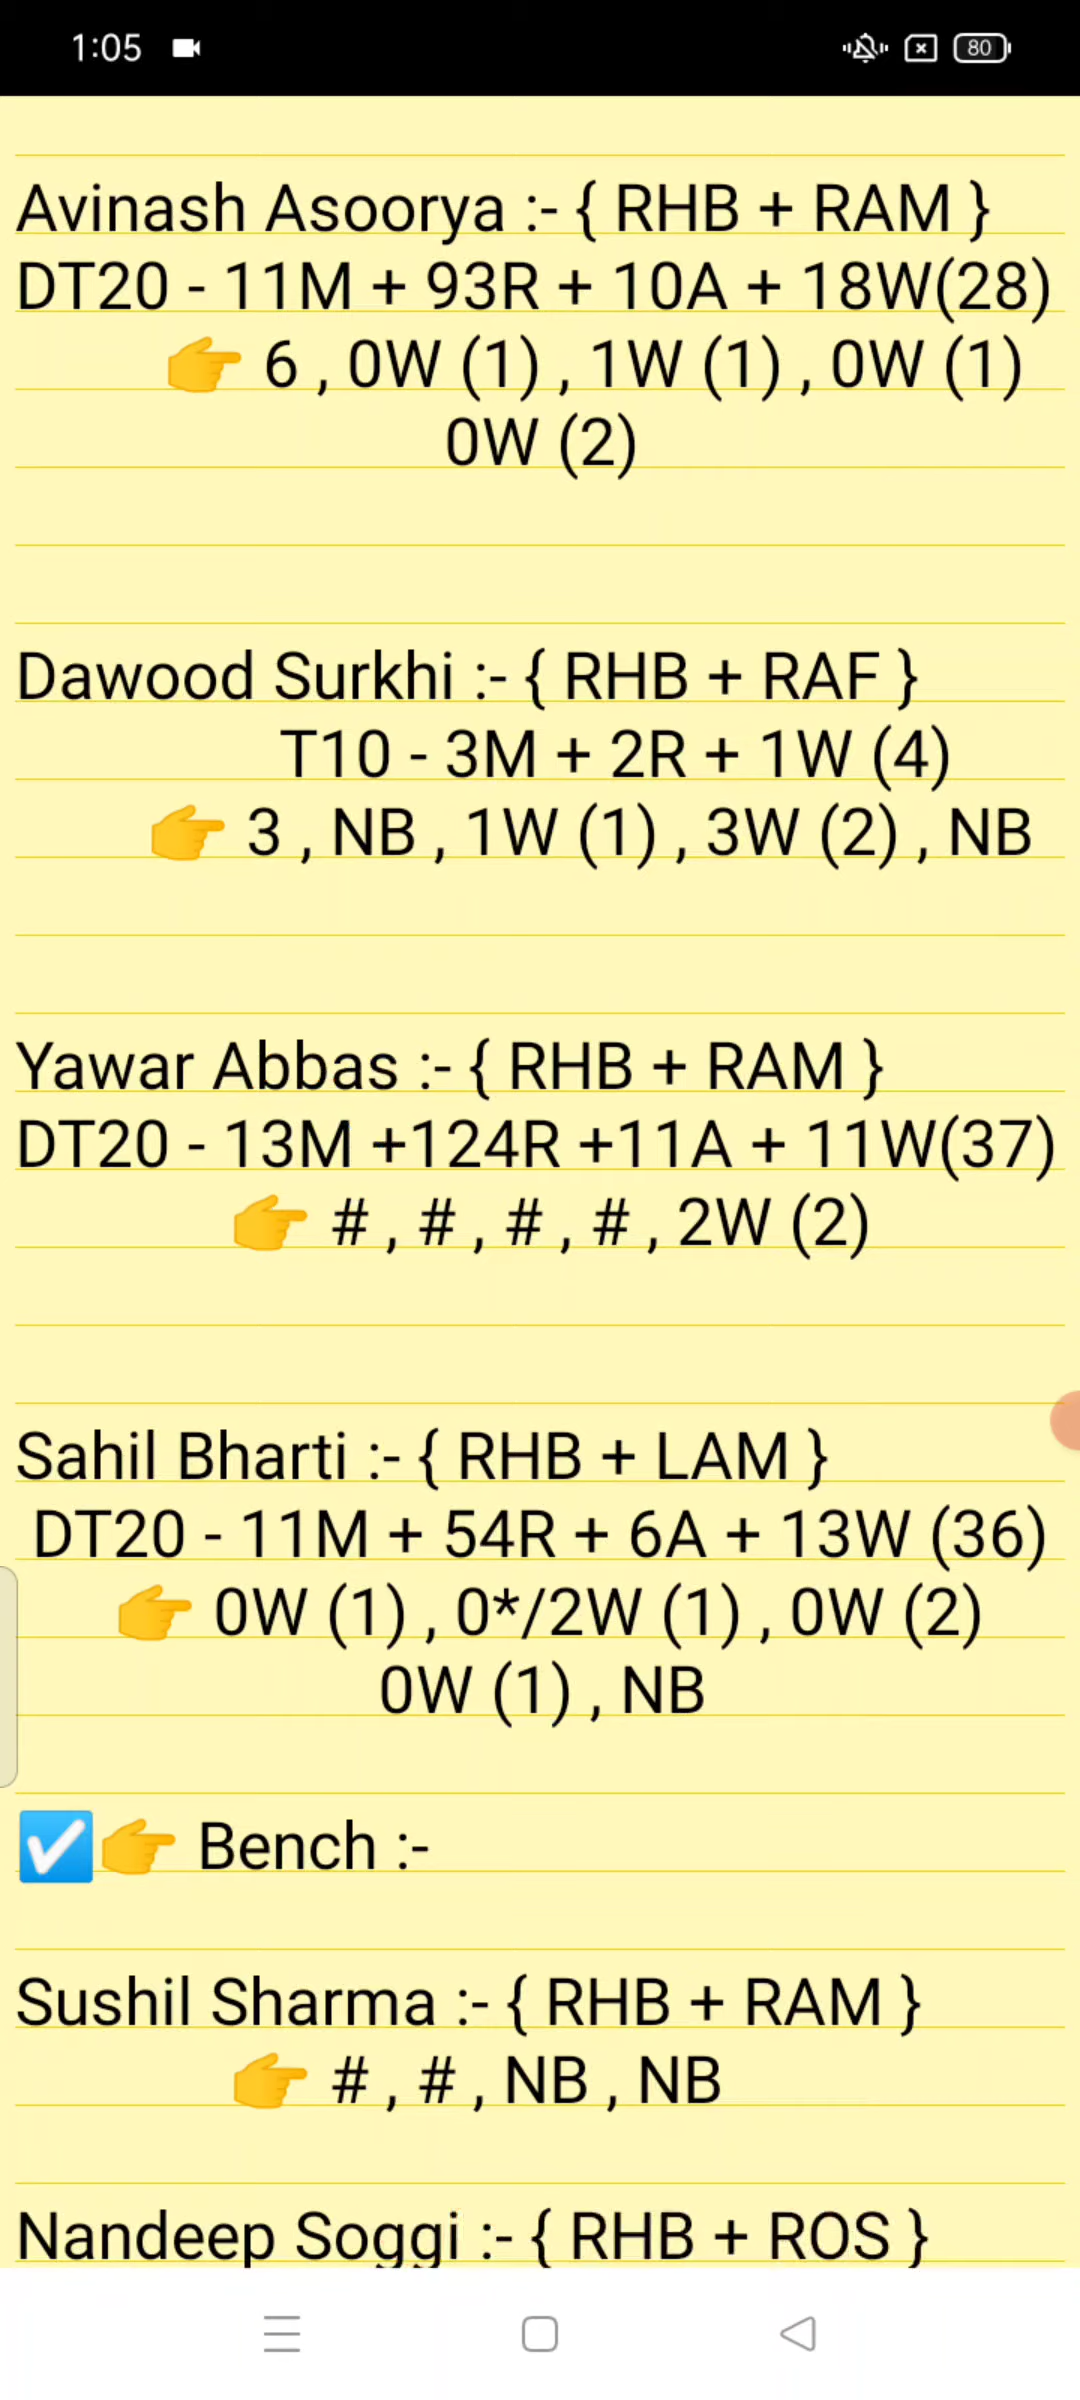 1:05
80
Avinash Asoorya :- { RHB + RAM }
DT20 - 11M + 93R + 10A + 18W(28)
👉 6 , 0W (1) , 1W (1) , 0W (1)
0W (2)
Dawood Surkhi :- { RHB + RAF }
T10 - 3M + 2R + 1W (4)
👉 3 , NB , 1W (1) , 3W (2) , NB
Yawar Abbas :- { RHB + RAM }
DT20 - 13M +124R +11A + 11W(37)
👉 # , # , # , # , 2W (2)
Sahil Bharti :- { RHB + LAM }
DT20 - 11M + 54R + 6A + 13W (36)
👉 0W (1) , 0*/2W (1) , 0W (2)
0W (1) , NB
☑️👉 Bench :-
Sushil Sharma :- { RHB + RAM }
👉 # , # , NB , NB
Nandeep Soggi :- { RHB + ROS }